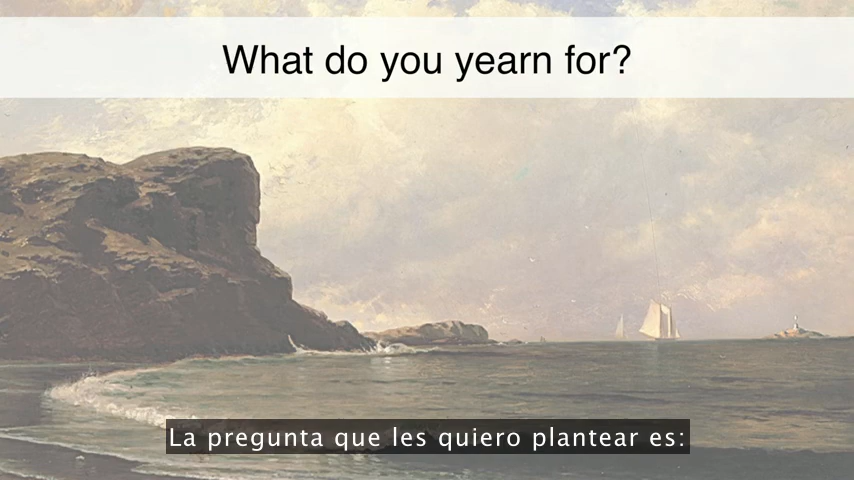 What do you yearn for?
La pregunta que les quiero plantear es: